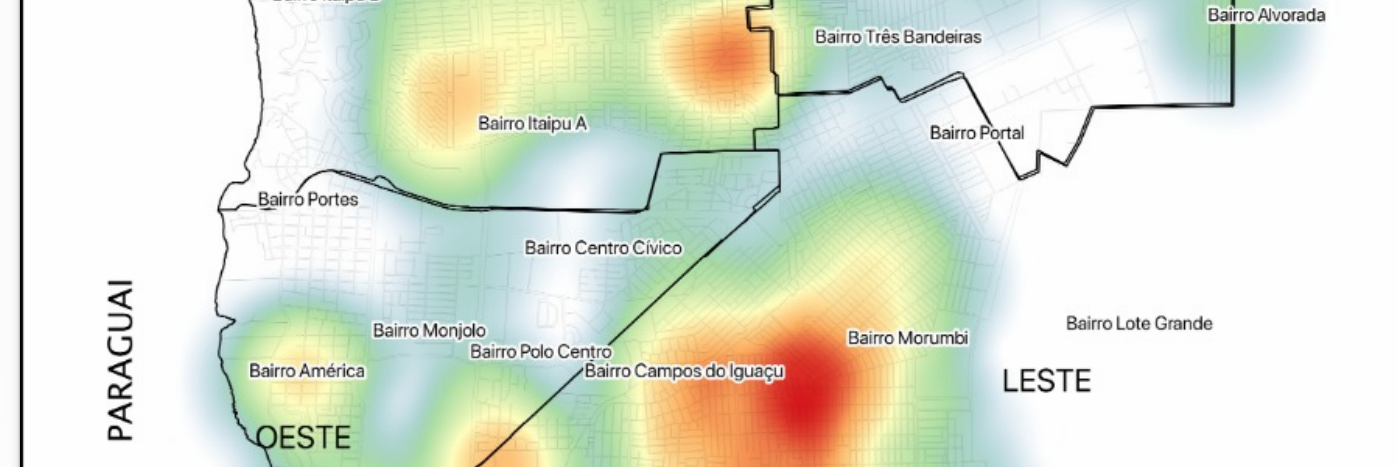 Bairro Alvorada
Bairro Três Bandeiras
Bairro Itaipu A
Bairro Portal
Bairro Portes
Bairro Centro Cívico
PARAGUAI
Bairro Lote Grande
Bairro Monjolo
Bairro Morumbi
Bairro Polo Centro
Bairro América
Bairro Campos do Iguaçu
LESTE
OESTE